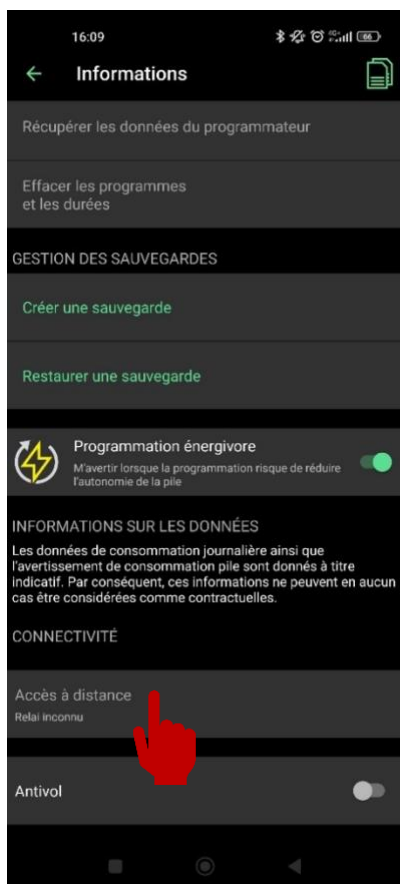 16:09
66
Informations
Récupérer les données du programmateur
Effacer les programmes
et les durées
GESTION DES SAUVEGARDES
Créer une sauvegarde
Restaurer une sauvegarde
Programmation énergivore
M'avertir lorsque la programmation risque de réduire
l'autonomie de la pile
INFORMATIONS SUR LES DONNÉES
Les données de consommation journalière ainsi que
l'avertissement de consommation pile sont donnés à titre
indicatif. Par conséquent, ces informations ne peuvent en aucun
cas être considérées comme contractuelles.
CONNECTIVITÉ
Accès à distance
Relai inconnu
Antivol